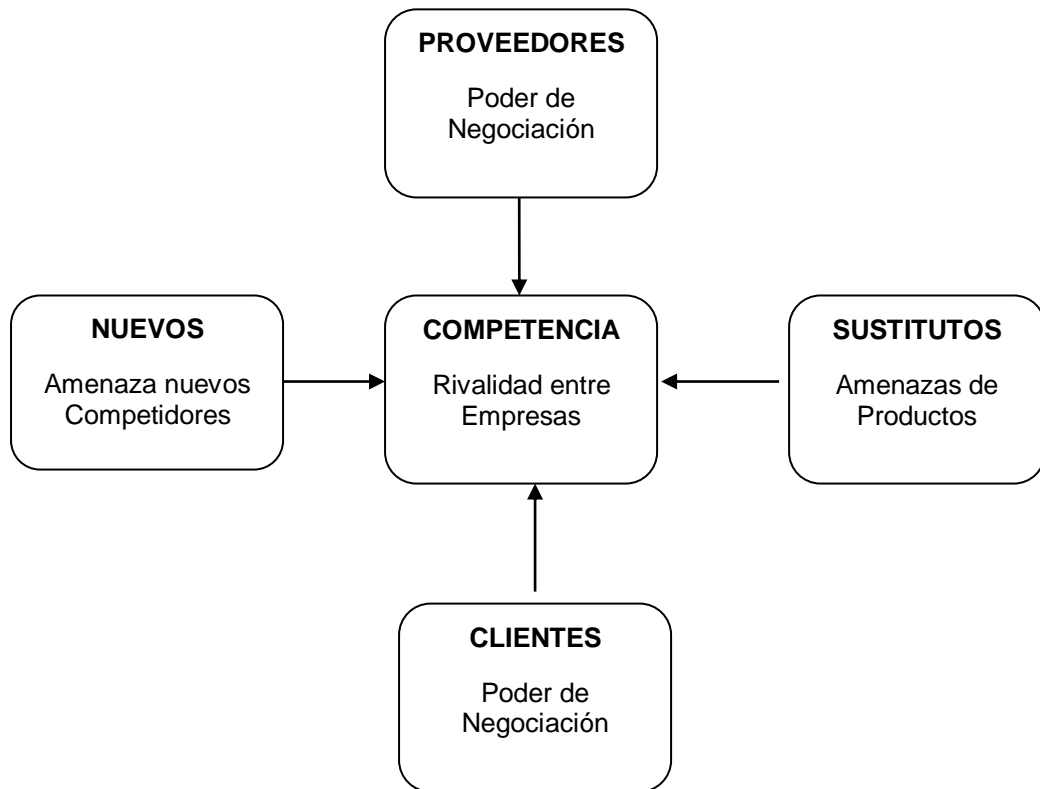 PROVEEDORES
Poder de
Negociación
NUEVOS
Amenaza nuevos
Competidores
COMPETENCIA
Rivalidad entre
Empresas
SUSTITUTOS
Amenazas de
Productos
CLIENTES
Poder de
Negociación